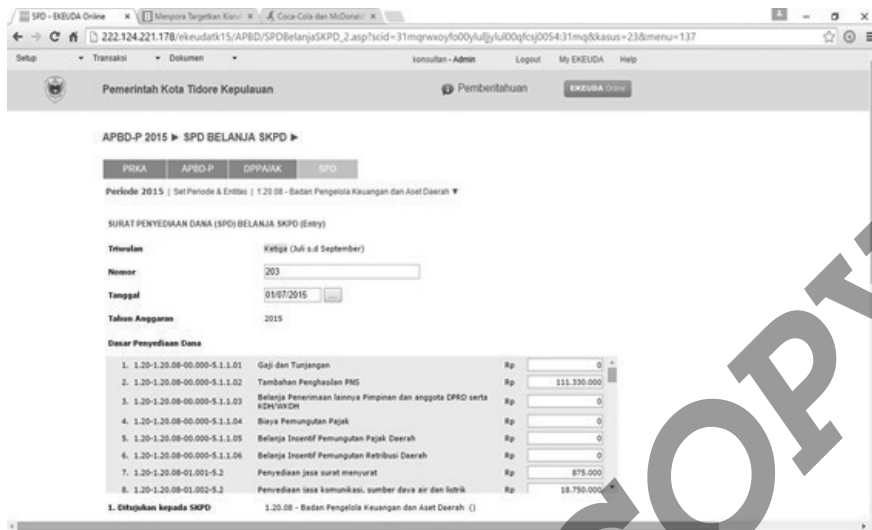 SPD - EKEUDA Online × Menpora Targetkan Kon × Coca-Cola dan McDonald ×
222.124.221.178/ekeudatk15/APBD/SPDBelanjaSKPD_2.asp?scid=
Setup Transaksi Dokumen konsultan - Admin Logout My EKEUDA Help
Pemerintah Kota Tidore Kepulauan Pemberitahuan EKEUDA Online
APBD-P 2015 ► SPD BELANJA SKPD ►
PRKA APBD-P DPPA/AK SPD
Periode 2015 | Set Periode & Entitas | 1.20.08 - Badan Pengelola Keuangan dan Aset Daerah ▼
SURAT PENYEDIAAN DANA (SPD) BELANJA SKPD (Entry)
Triwulan Ketiga (Juli s.d September)
Nomor 203
Tanggal 01/07/2015 ...
Tahun Anggaran 2015
Dasar Penyediaan Dana
1. 1.20-1.20.08-00.000-5.1.1.01 Gaji dan Tunjangan Rp 0
2. 1.20-1.20.08-00.000-5.1.1.02 Tambahan Penghasilan PNS Rp 111.330.000
3. 1.20-1.20.08-00.000-5.1.1.03 Belanja Penerimaan lainnya Pimpinan dan anggota DPRD serta KDH/WKDH Rp 0
4. 1.20-1.20.08-00.000-5.1.1.04 Biaya Pemungutan Pajak Rp 0
5. 1.20-1.20.08-00.000-5.1.1.05 Belanja Insentif Pemungutan Pajak Daerah Rp 0
6. 1.20-1.20.08-00.000-5.1.1.06 Belanja Insentif Pemungutan Retribusi Daerah Rp 0
7. 1.20-1.20.08-01.001-5.2 Penyediaan jasa surat menyurat Rp 875.000
8. 1.20-1.20.08-01.002-5.2 Penyediaan jasa komunikasi, sumber daya air dan listrik Rp 18.750.000
1. Ditujukan kepada SKPD 1.20.08 - Badan Pengelola Keuangan dan Aset Daerah ()
COPY